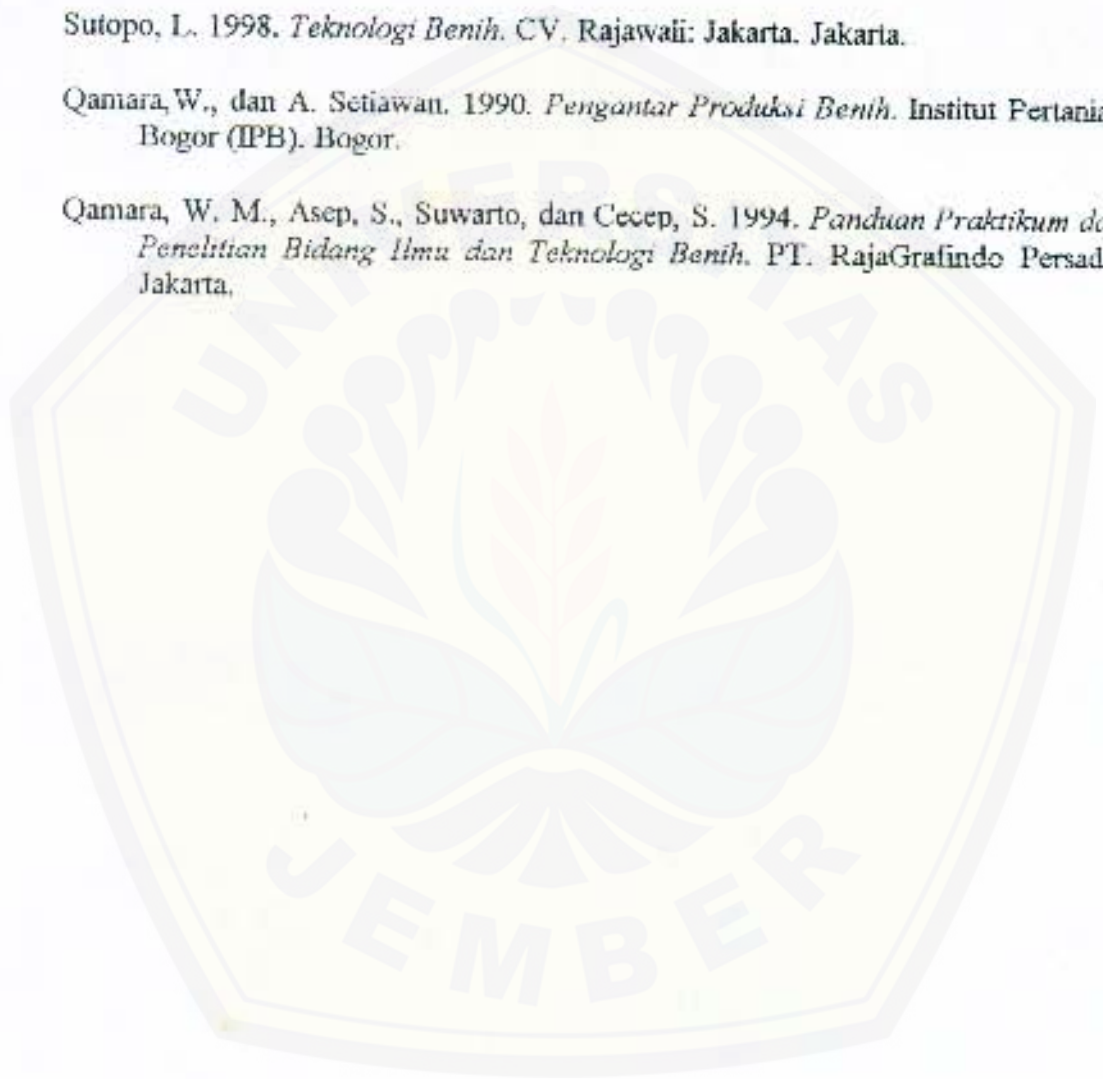 Sutopo, L. 1998. Teknologi Benih. CV. Rajawali: Jakarta. Jakarta.
Qamara, W., dan A. Setiawan. 1990. Pengantar Produksi Benih. Institut Pertania
Bogor (IPB). Bogor.
Qamara, W. M., Asep, S., Suwarto, dan Cecep, S. 1994. Panduan Praktikum da
Penelitian Bidang Ilmu dan Teknologi Benih. PT. RajaGrafindo Persad
Jakarta.
UNIVERSITAS
JEMBER